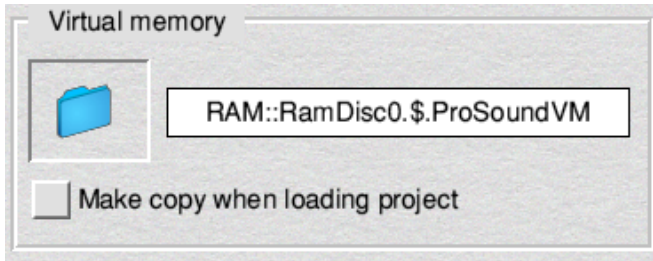 Virtual memory
RAM::RamDisc0.$.ProSoundVM
Make copy when loading project